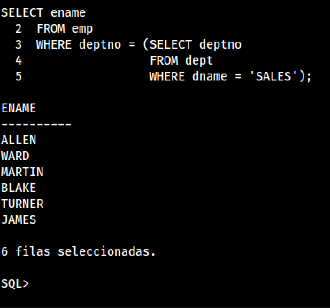 SELECT ename
2 FROM emp
3 WHERE deptno = (SELECT deptno
4 FROM dept
5 WHERE dname = 'SALES');
ENAME
----------
ALLEN
WARD
MARTIN
BLAKE
TURNER
JAMES
6 filas seleccionadas.
SQL>